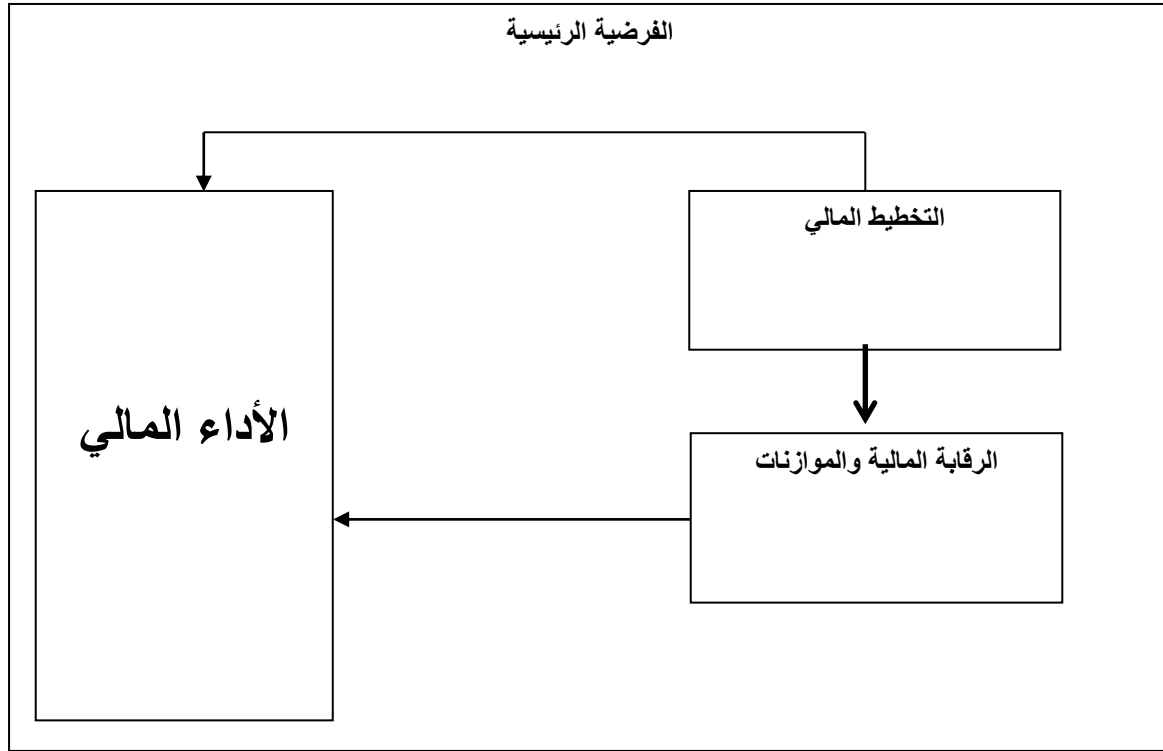 الفرضية الرئيسية
التخطيط المالي
الأداء المالي
الرقابة المالية والموازنات